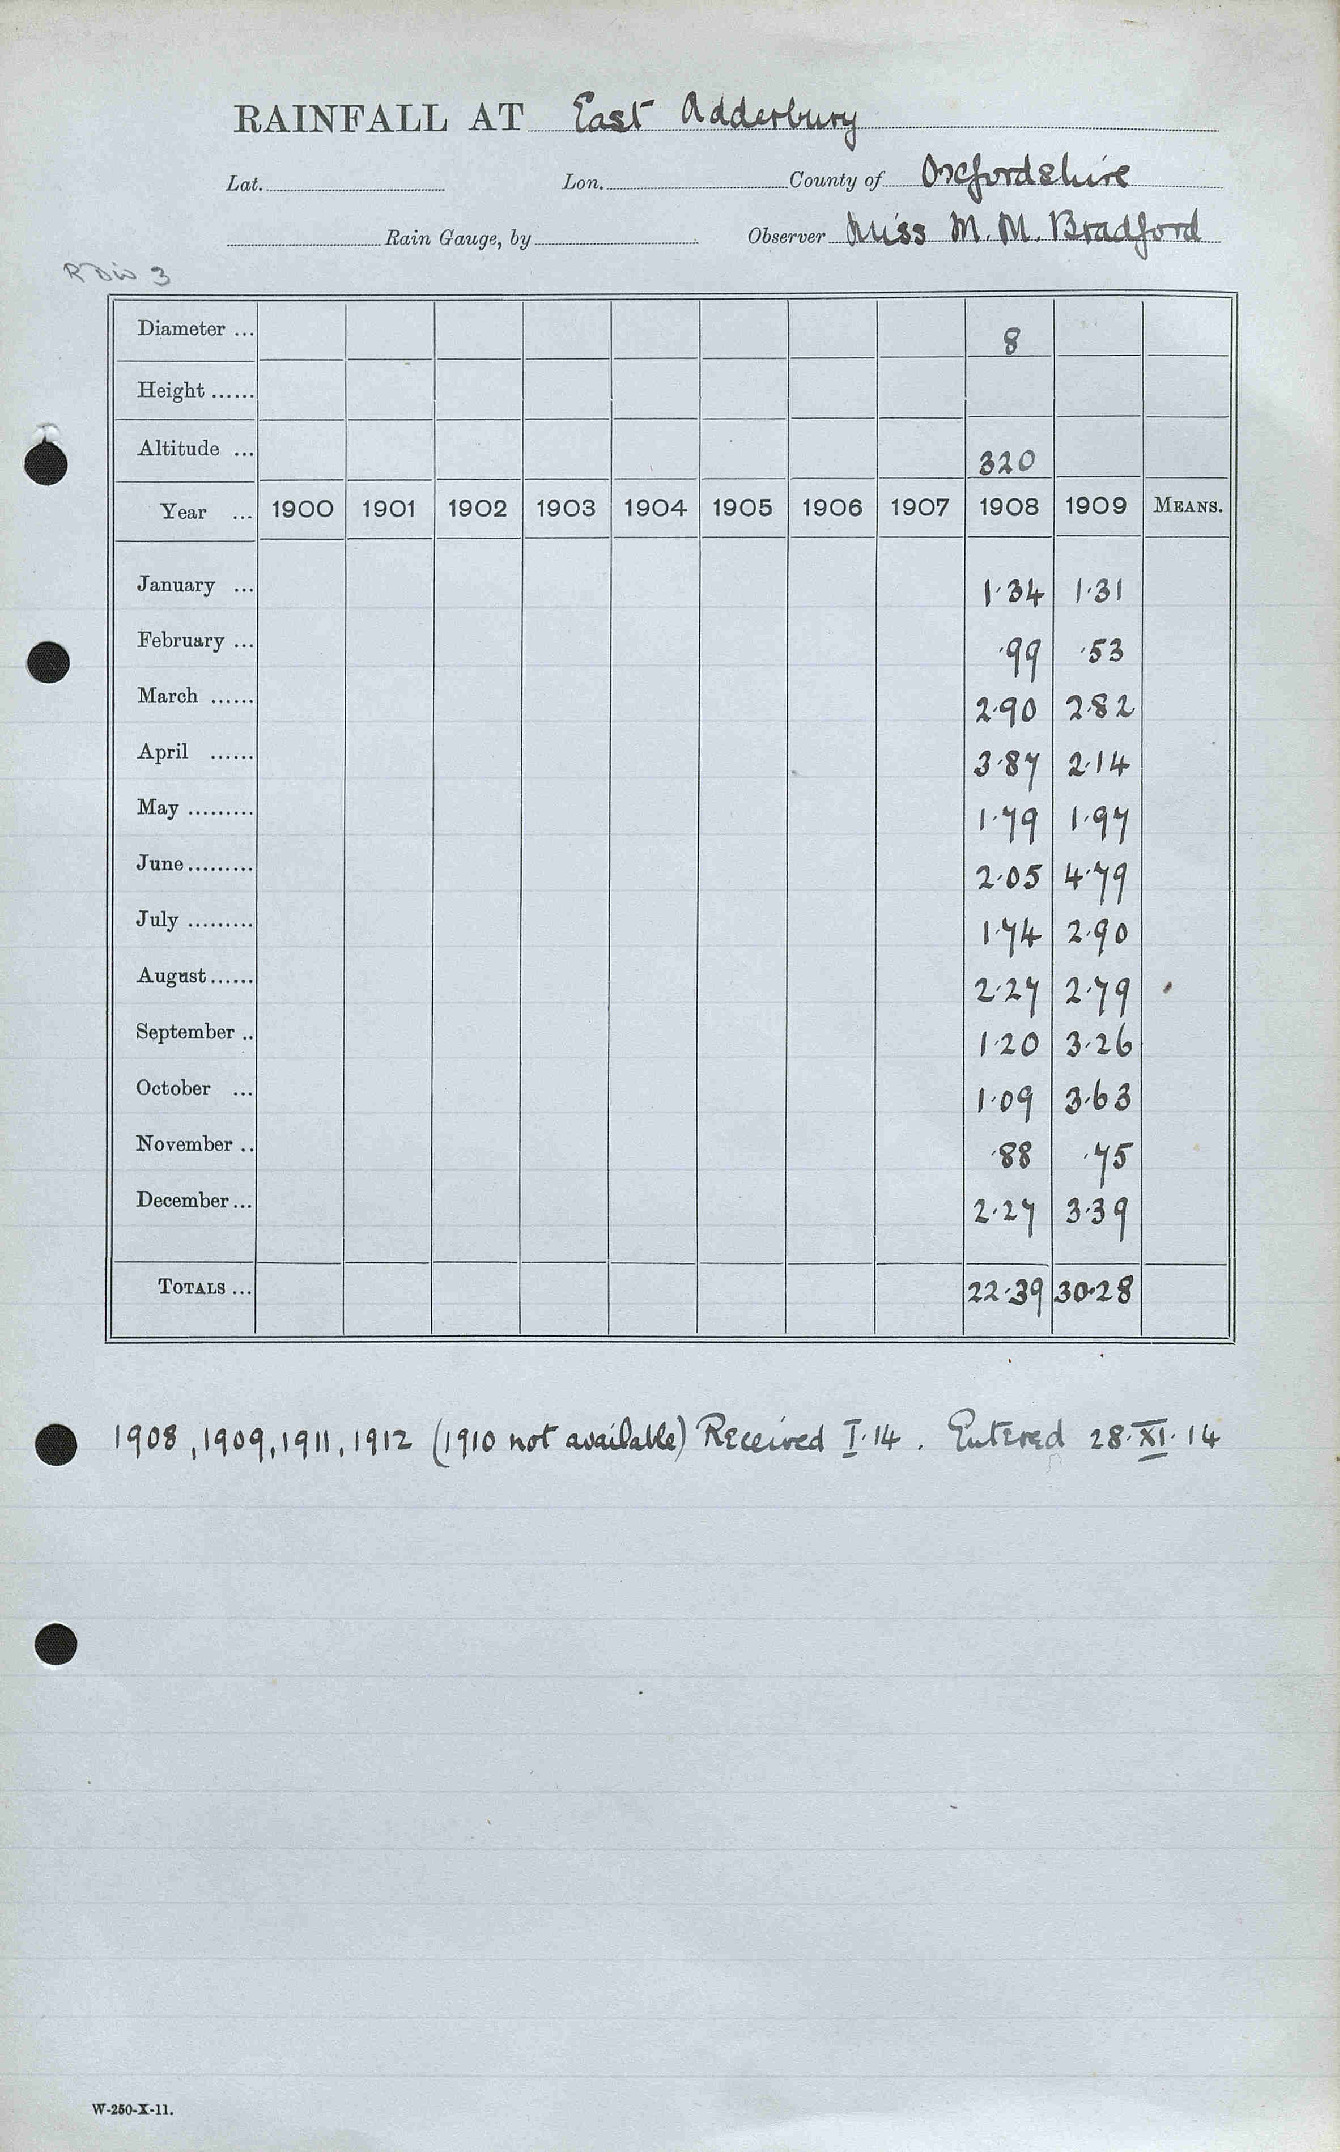 RAINFALL AT East Adderbury
Lat. Lon. County of Oxfordshire
Rain Gauge, by Observer Miss M. M. Bradford
R Div 3
Diameter ... 8
Height ......
Altitude ... 320
Year ... 1900 1901 1902 1903 1904 1905 1906 1907 1908 1909 MEANS.
January ... 1·34 1·31
February ... ·99 ·53
March ...... 2·90 2·82
April ...... 3·87 2·14
May ......... 1·79 1·97
June ......... 2·05 4·79
July ......... 1·74 2·90
August ...... 2·27 2·79
September .. 1·20 3·26
October ... 1·09 3·63
November .. ·88 ·75
December ... 2·27 3·39
TOTALS ... 22·39 30·28
1908, 1909, 1911, 1912 (1910 not available) Received I·14. Entered 28·XI·14
W-250-X-11.